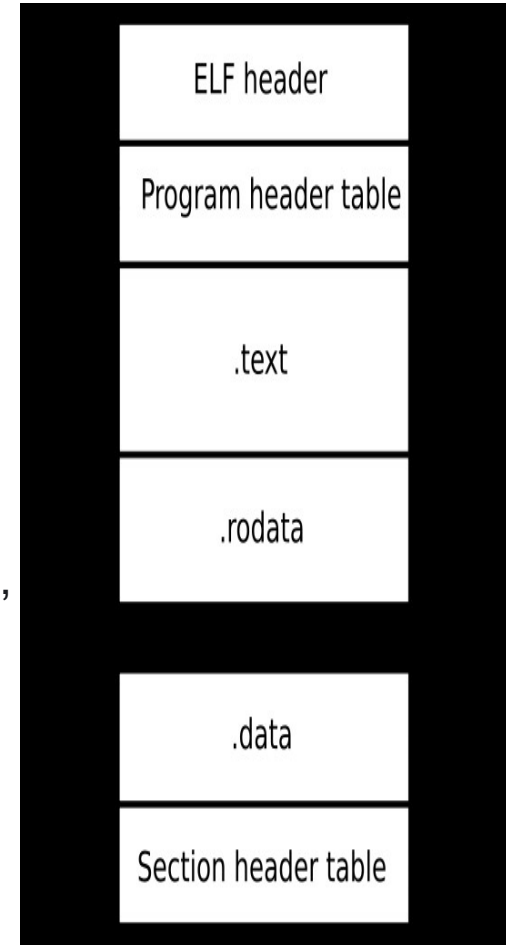 ELF header
Program header table
.text
.rodata
,
.data
Section header table